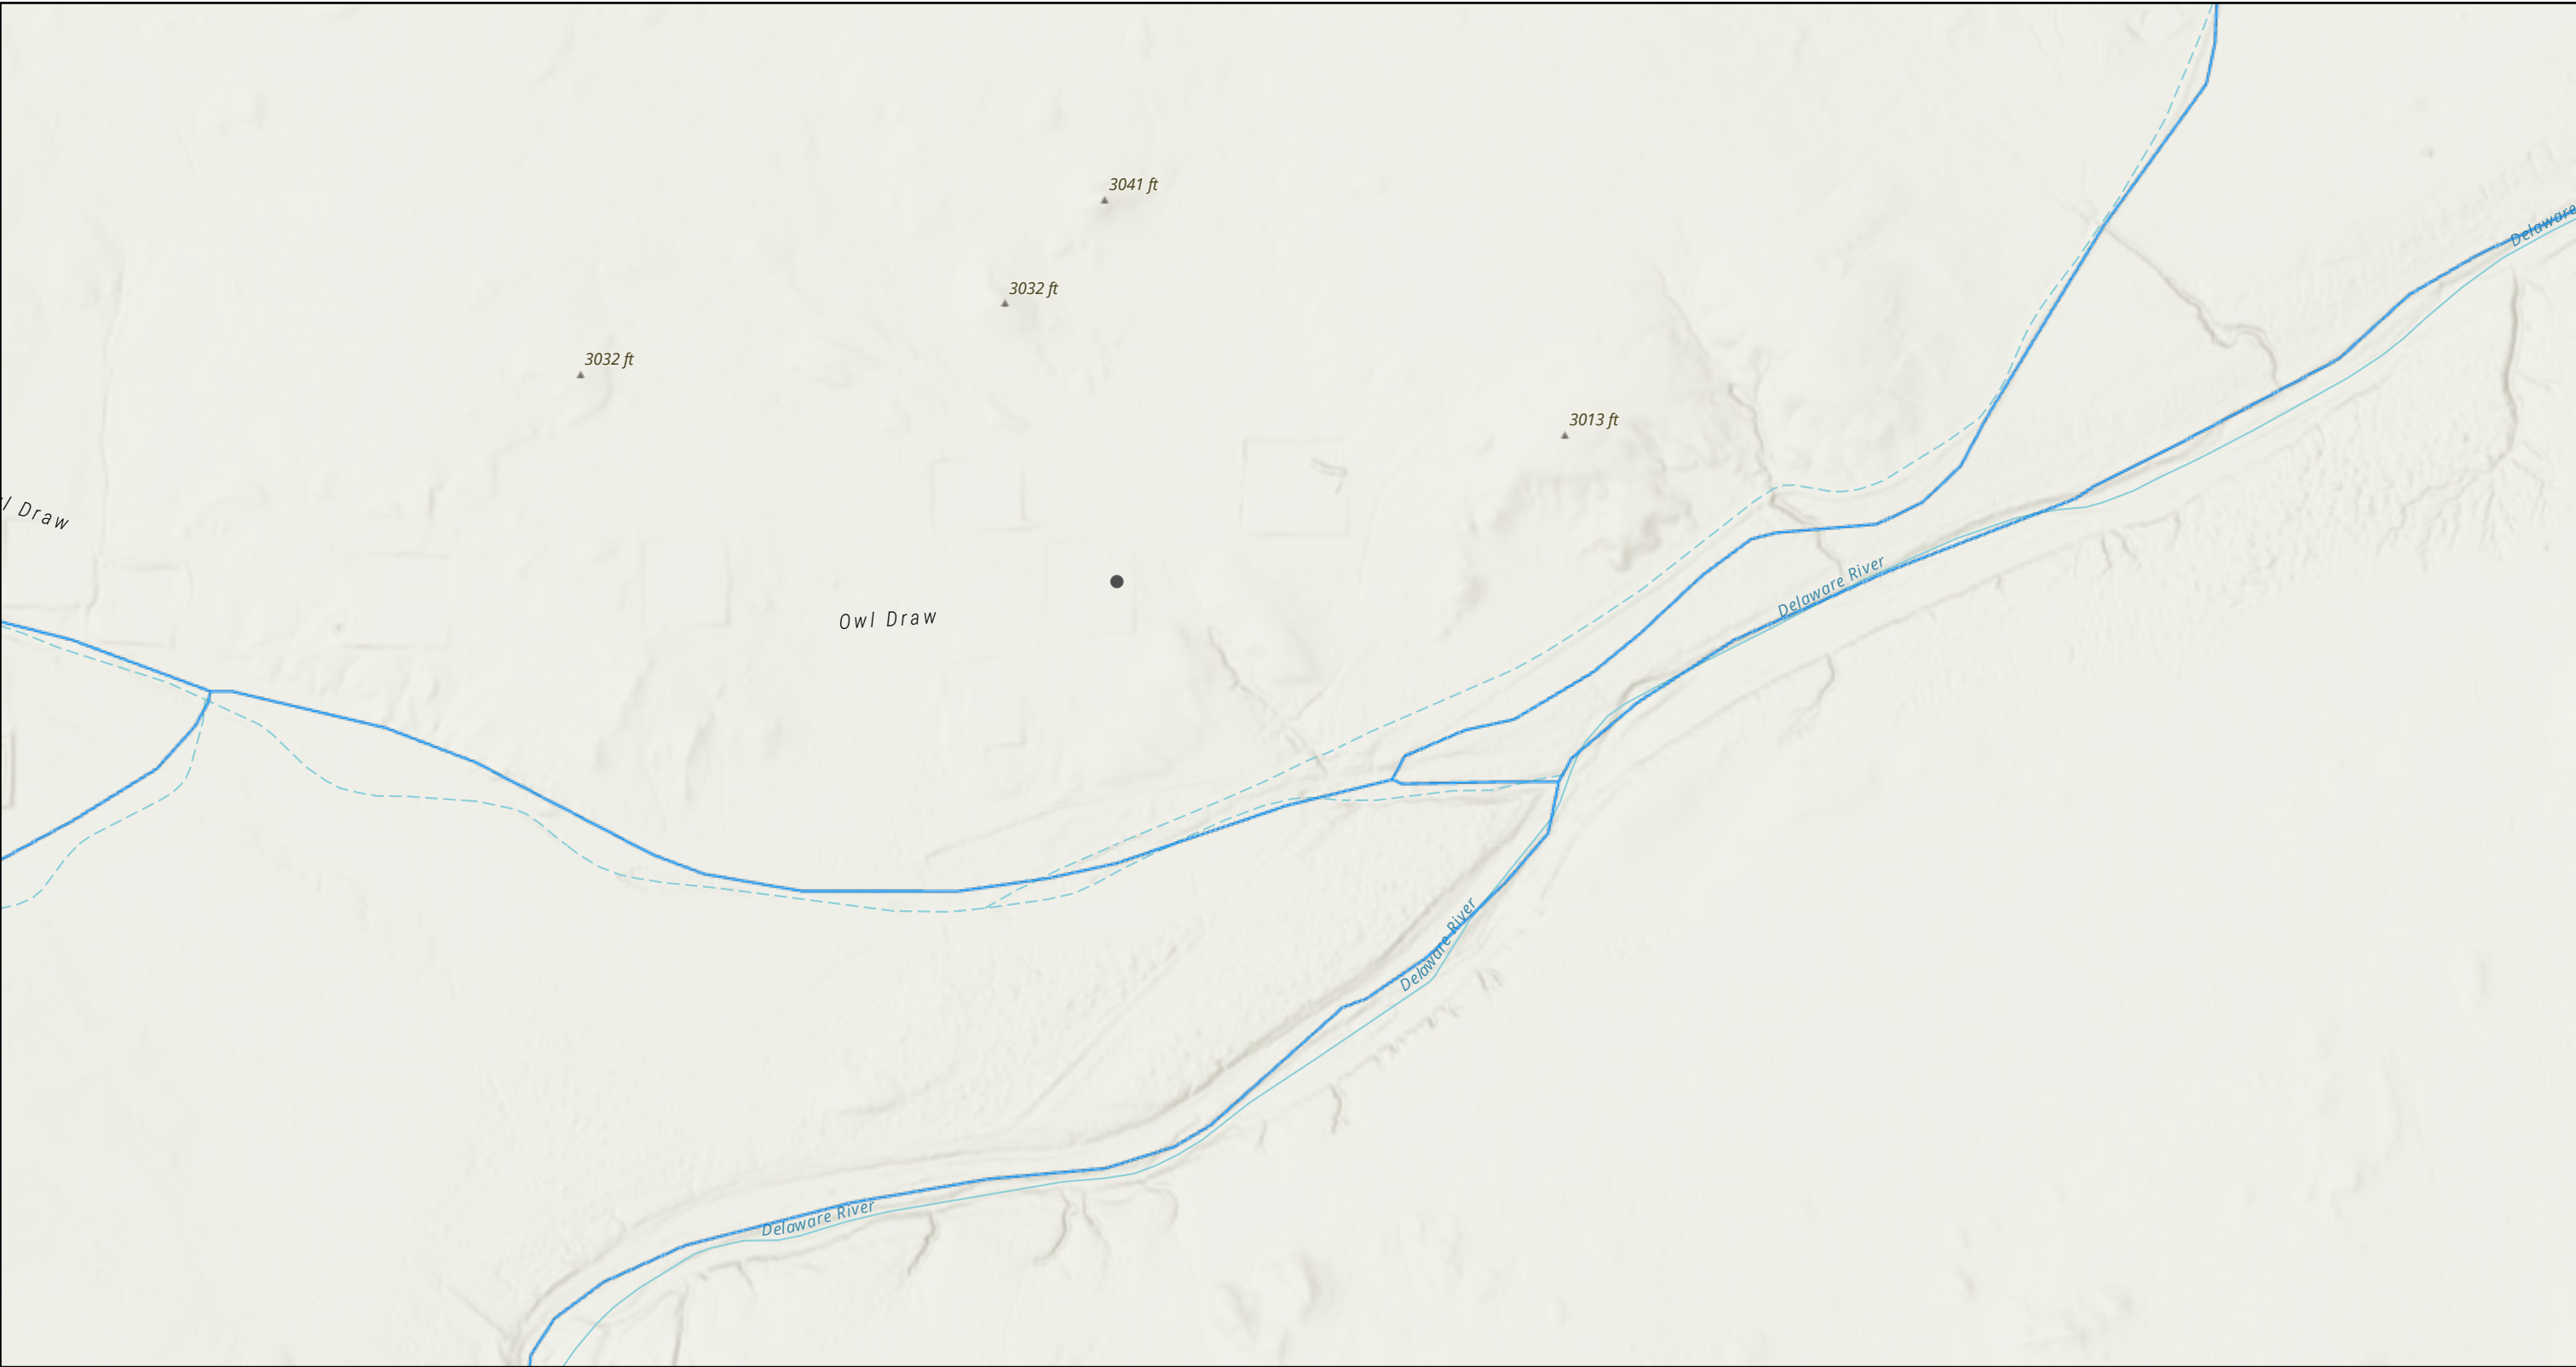 3041 ft
3032 ft
3032 ft
3013 ft
Delaware
l Draw
Owl Draw
Delaware River
Delaware River
Delaware River